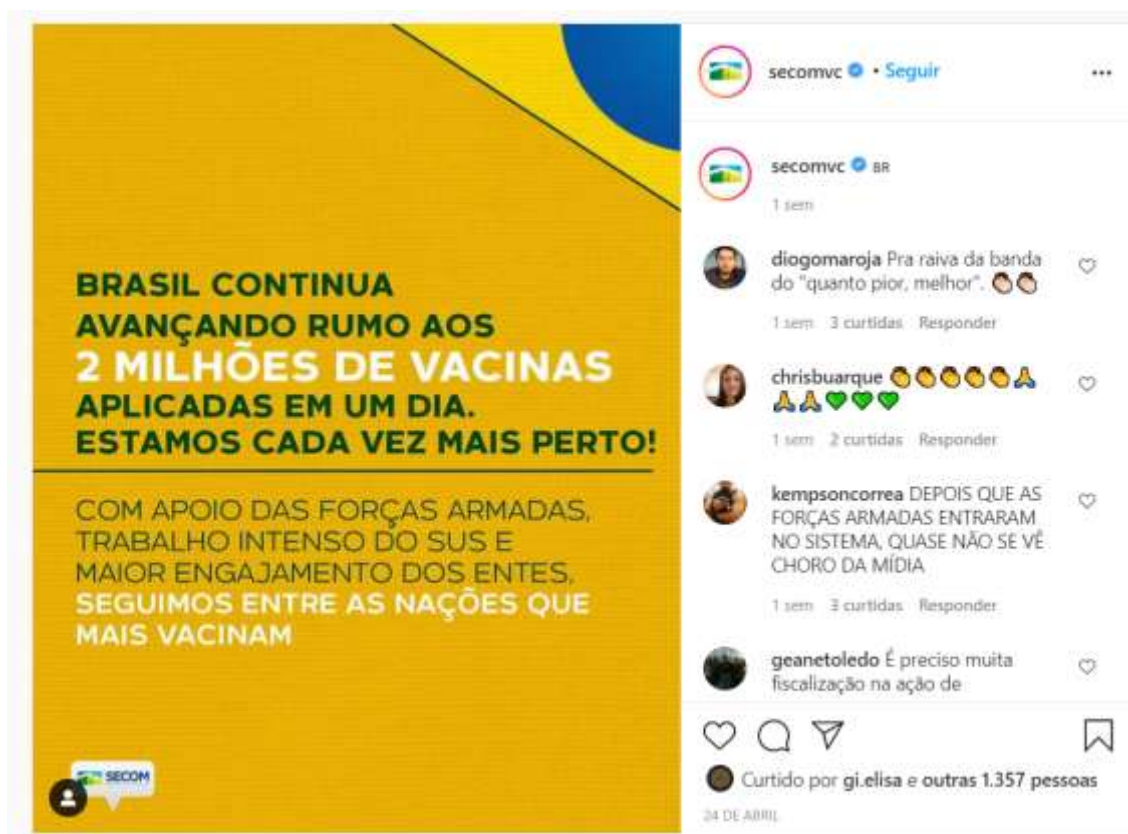 BRASIL CONTINUA
AVANÇANDO RUMO AOS
2 MILHÕES DE VACINAS
APLICADAS EM UM DIA.
ESTAMOS CADA VEZ MAIS PERTO!
COM APOIO DAS FORÇAS ARMADAS,
TRABALHO INTENSO DO SUS E
MAIOR ENGAJAMENTO DOS ENTES,
SEGUIMOS ENTRE AS NAÇÕES QUE
MAIS VACINAM
SECOM
secomvc • Seguir
secomvc BR
1 sem
diogomaroja Pra raiva da banda
do "quanto pior, melhor". 👏🏻👏🏻
1 sem 3 curtidas Responder
chrisbuarque 👏👏👏👏👏🙏
🙏🙏💚💚💚
1 sem 2 curtidas Responder
kempsoncorrea DEPOIS QUE AS
FORÇAS ARMADAS ENTRARAM
NO SISTEMA, QUASE NÃO SE VÊ
CHORO DA MÍDIA
1 sem 3 curtidas Responder
geanetoledo É preciso muita
fiscalização na ação de
Curtido por gi.elisa e outras 1.357 pessoas
24 DE ABRIL